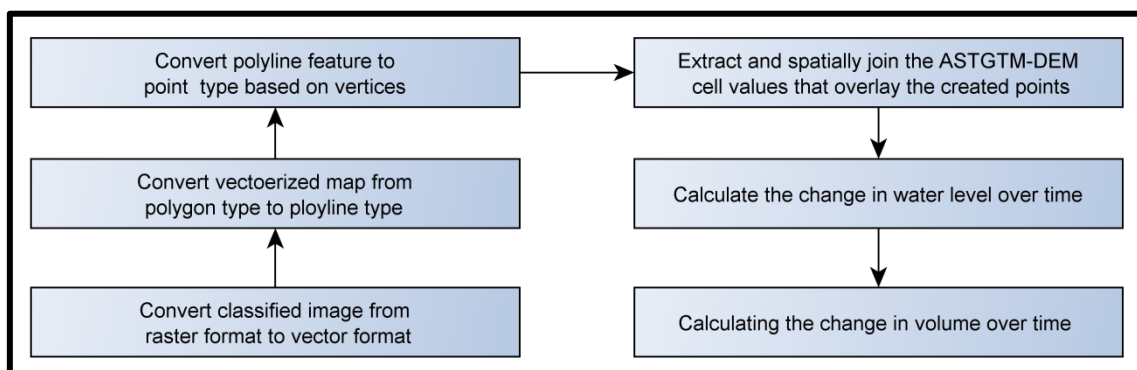 Convert polyline feature to
point type based on vertices
Extract and spatially join the ASTGTM-DEM
cell values that overlay the created points
Convert vectoerized map from
polygon type to ployline type
Calculate the change in water level over time
Convert classified image from
raster format to vector format
Calculating the change in volume over time